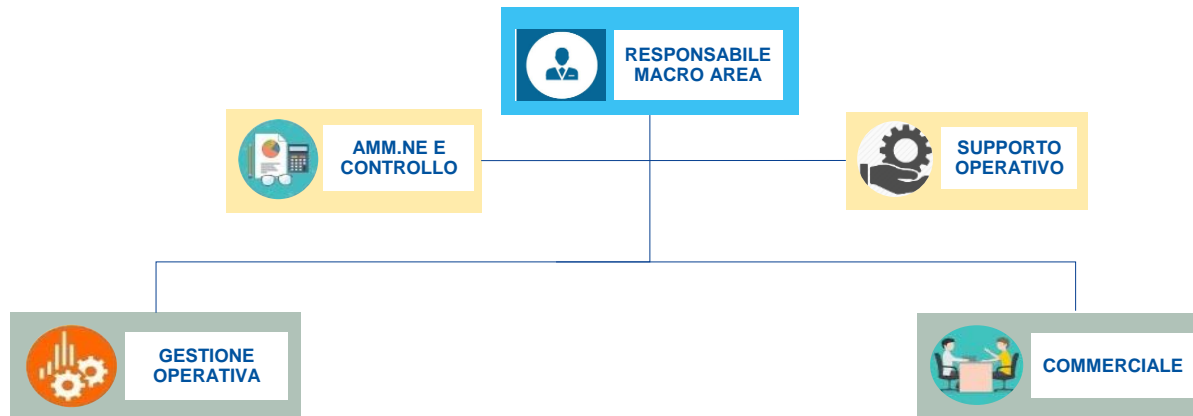 RESPONSABILE
MACRO AREA
AMM.NE E
CONTROLLO
SUPPORTO
OPERATIVO
GESTIONE
OPERATIVA
COMMERCIALE